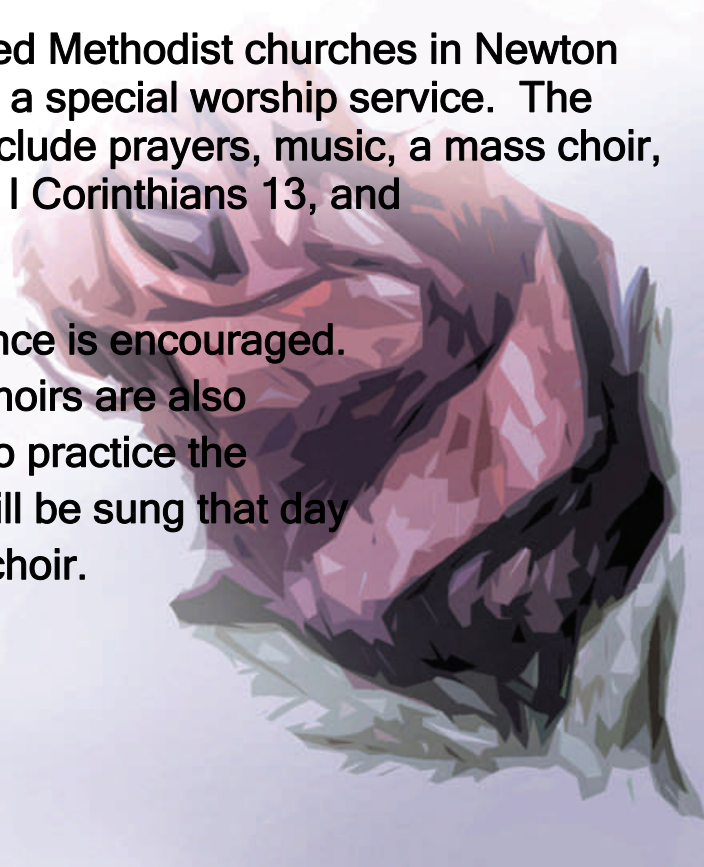 ed Methodist churches in Newton
a special worship service.  The
clude prayers, music, a mass choir,
I Corinthians 13, and
nce is encouraged.
hoirs are also
o practice the
ill be sung that day
choir.